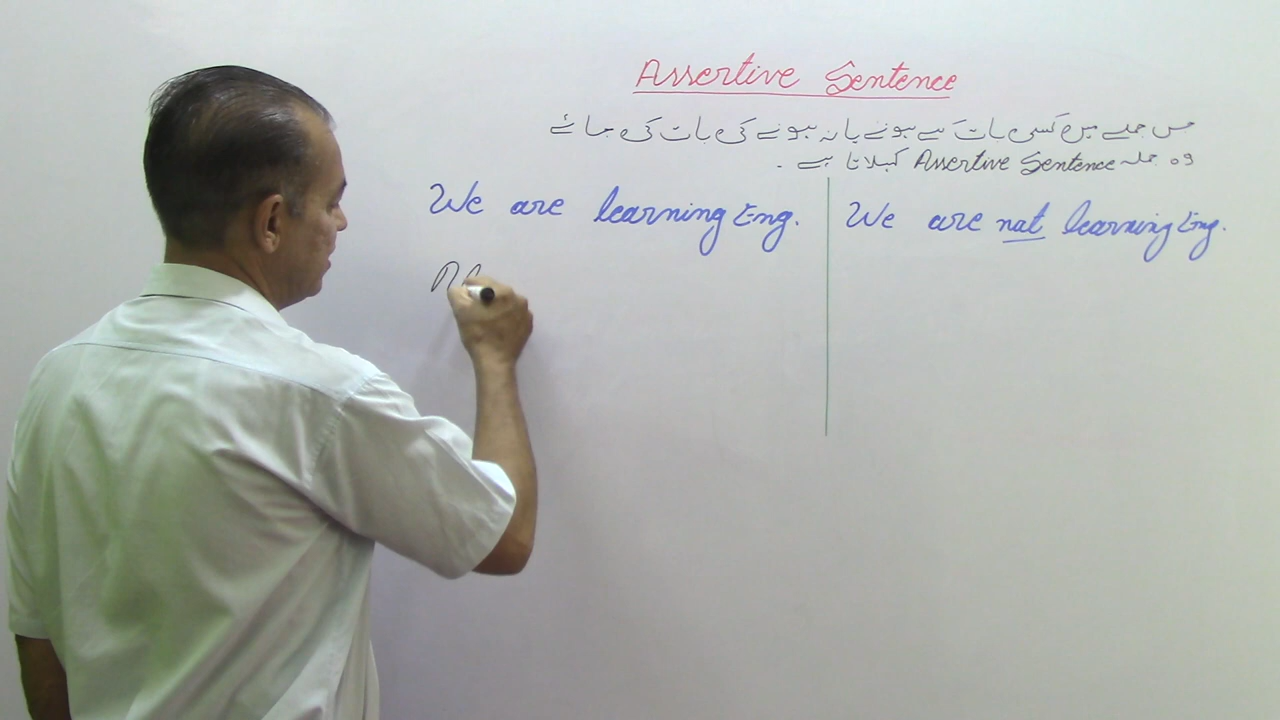 Assertive Sentence
جس جملے میں کسی بات کے ہونے یا نہ ہونے کی بات کی جائے
وہ جملہ Assertive Sentence کہلاتا ہے ۔
We are learning Eng.
We are not learning Eng.